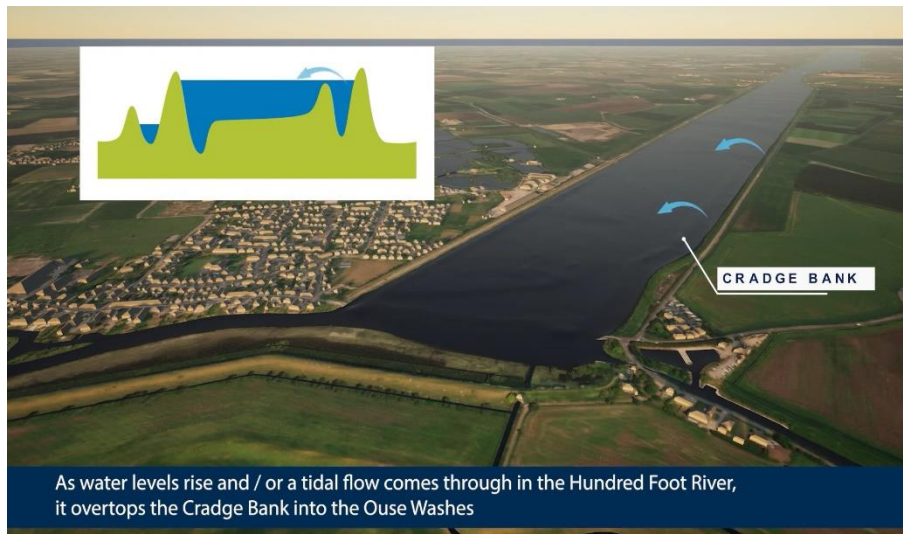 CRADGE BANK
As water levels rise and / or a tidal flow comes through in the Hundred Foot River,
it overtops the Cradge Bank into the Ouse Washes